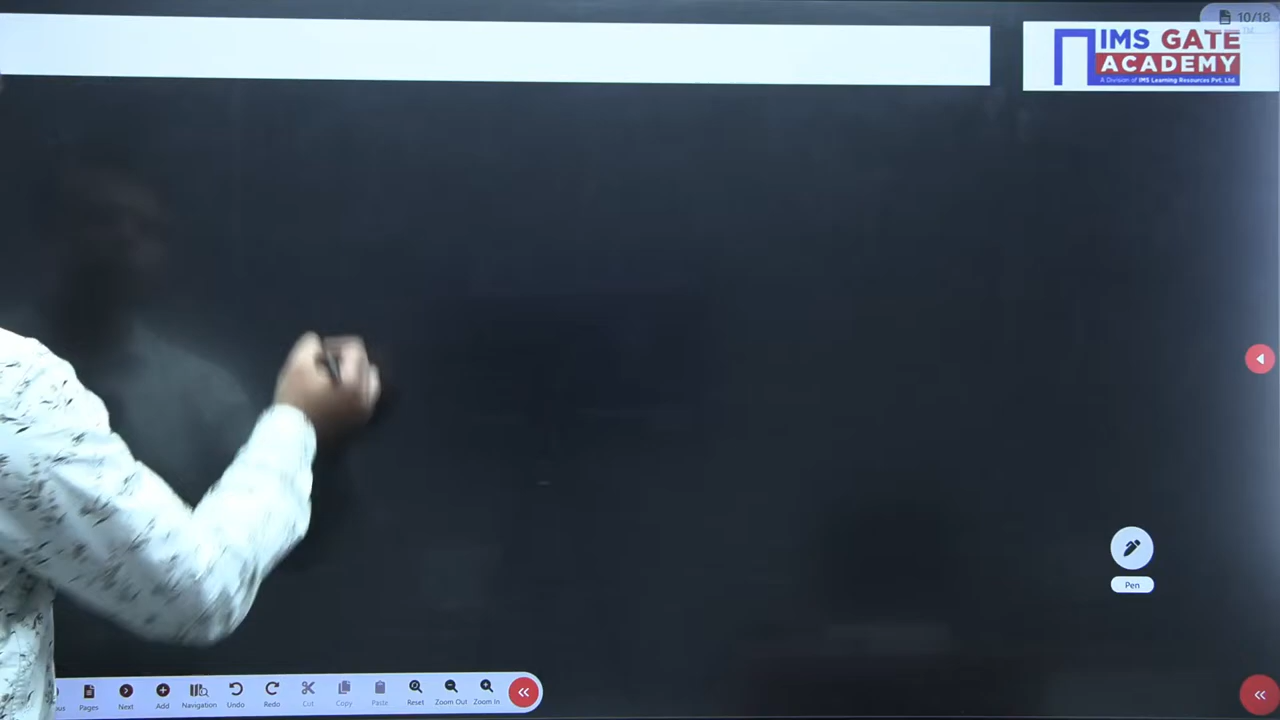 10/18
IMS GATE
TM
ACADEMY
A Division of IMS Learning Resources Pvt. Ltd.
Pen
Pages
Next
Add
Navigation
Undo
Redo
Cut
Copy
Paste
Reset
Zoom Out
Zoom In